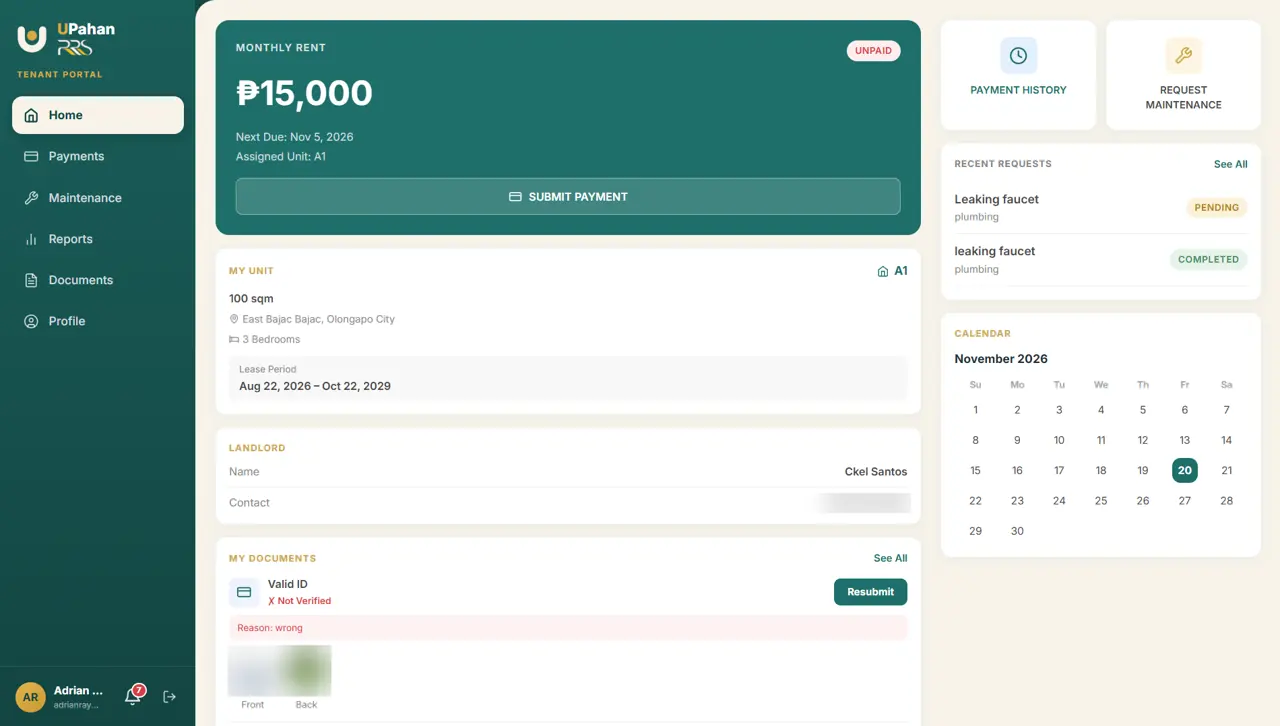 UPahan
RRS
TENANT PORTAL
Home
Payments
Maintenance
Reports
Documents
Profile
AR
Adrian ...
adrianray...
7
MONTHLY RENT
UNPAID
₱15,000
Next Due: Nov 5, 2026
Assigned Unit: A1
SUBMIT PAYMENT
MY UNIT
A1
100 sqm
East Bajac Bajac, Olongapo City
3 Bedrooms
Lease Period
Aug 22, 2026 – Oct 22, 2029
LANDLORD
Name
Ckel Santos
Contact
MY DOCUMENTS
See All
Valid ID
✗ Not Verified
Resubmit
Reason: wrong
Front
Back
PAYMENT HISTORY
REQUEST
MAINTENANCE
RECENT REQUESTS
See All
Leaking faucet
plumbing
PENDING
leaking faucet
plumbing
COMPLETED
CALENDAR
November 2026
Su Mo Tu We Th Fr Sa
1 2 3 4 5 6 7
8 9 10 11 12 13 14
15 16 17 18 19 20 21
22 23 24 25 26 27 28
29 30